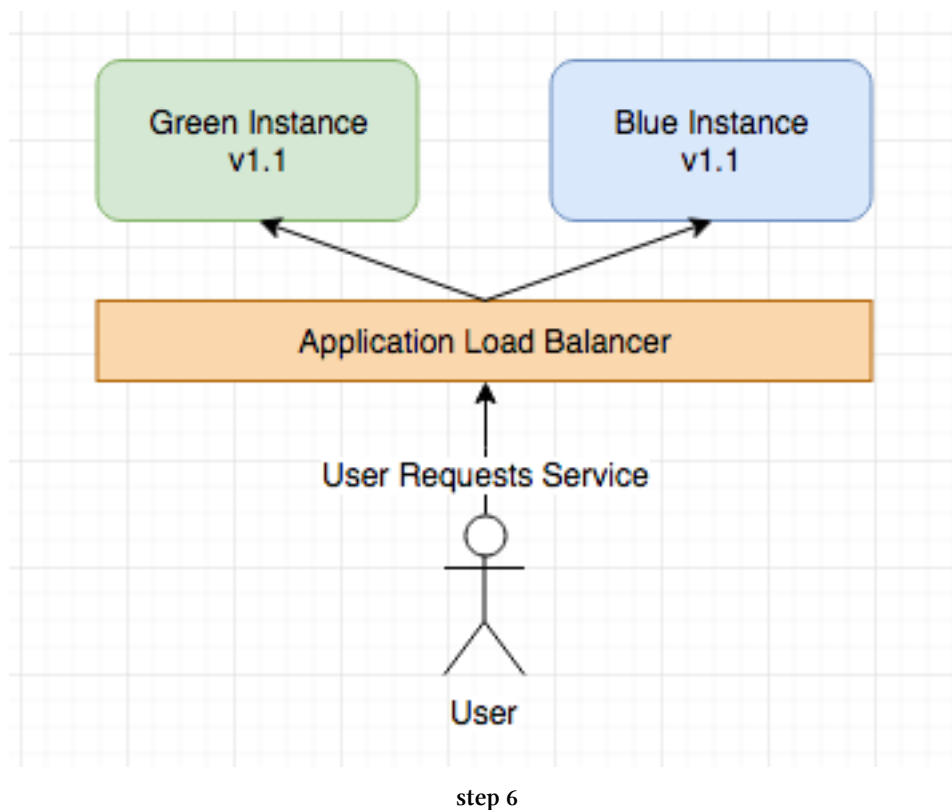 Green Instance
v1.1
Blue Instance
v1.1
Application Load Balancer
User Requests Service
User
step 6